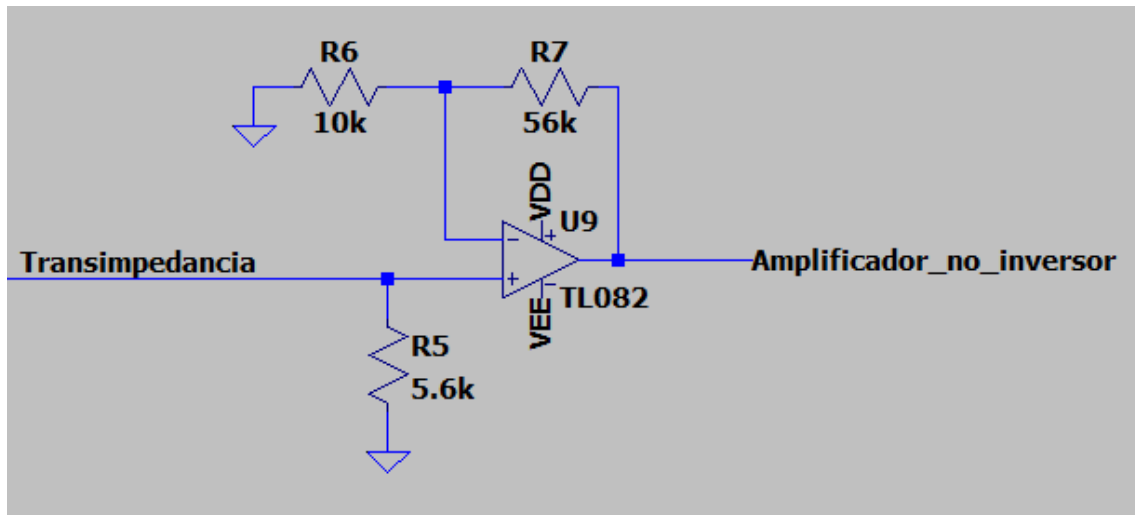 R6
R7
10k
56k
VDD
U9
Transimpedancia
Amplificador_no_inversor
VEE
TL082
R5
5.6k